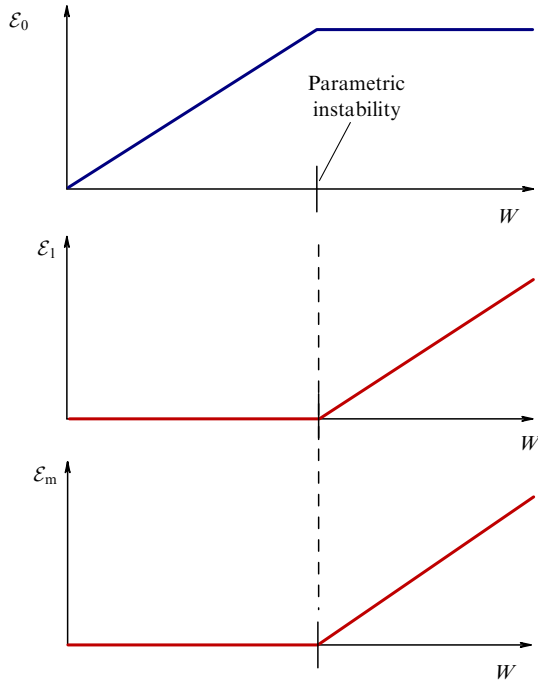 ℰ₀
Parametric
instability
W
ℰ₁
W
ℰₘ
W